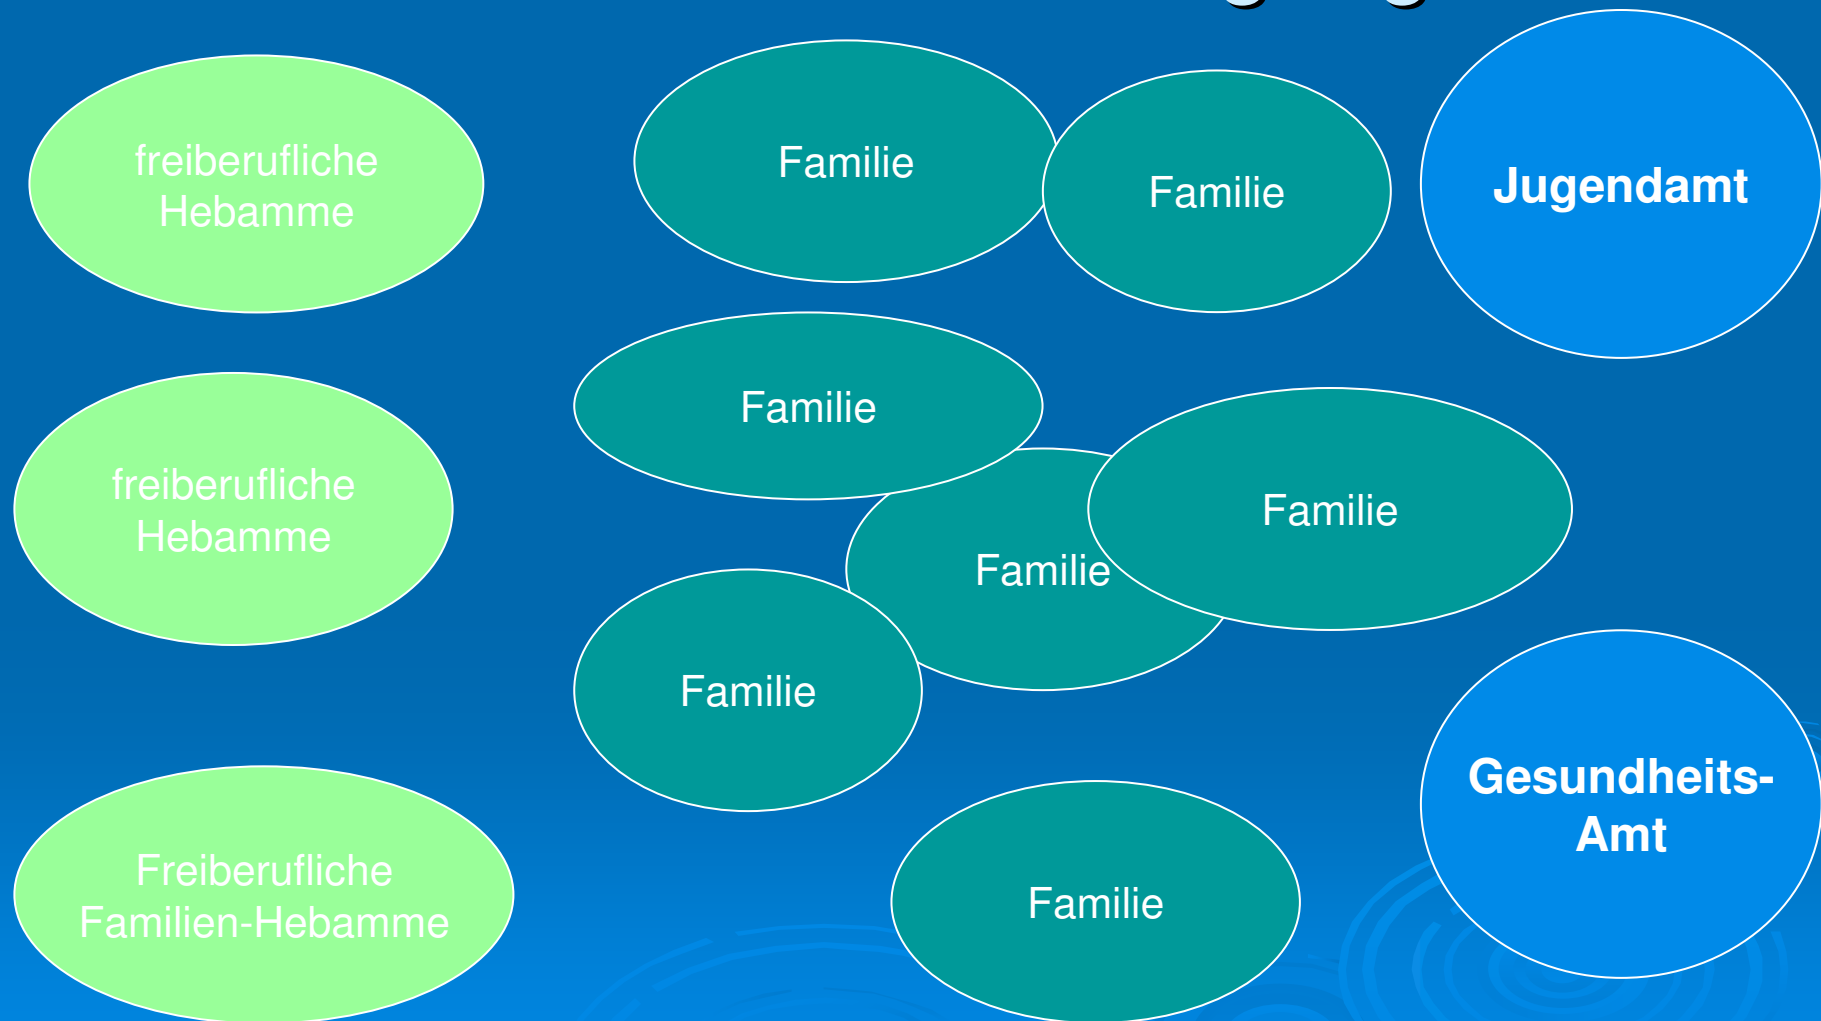 freiberufliche
Hebamme
Familie
Familie
Jugendamt
Familie
freiberufliche
Hebamme
Familie
Familie
Familie
Gesundheits-
Amt
Freiberufliche
Familien-Hebamme
Familie